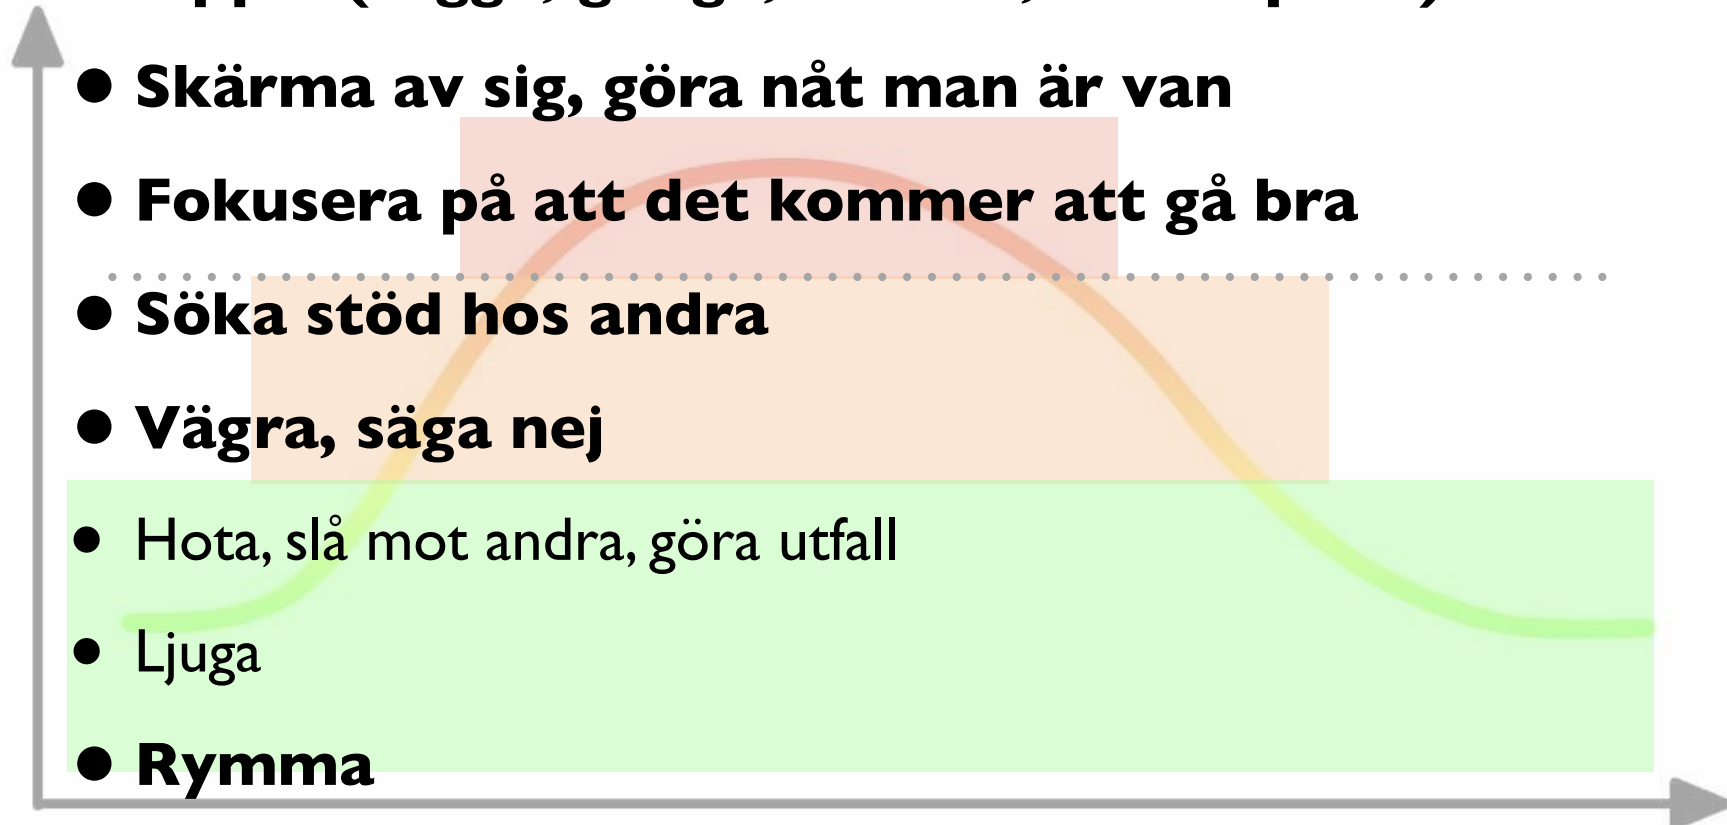 • Skärma av sig, göra nåt man är van
• Fokusera på att det kommer att gå bra
• Söka stöd hos andra
• Vägra, säga nej
• Hota, slå mot andra, göra utfall
• Ljuga
• Rymma